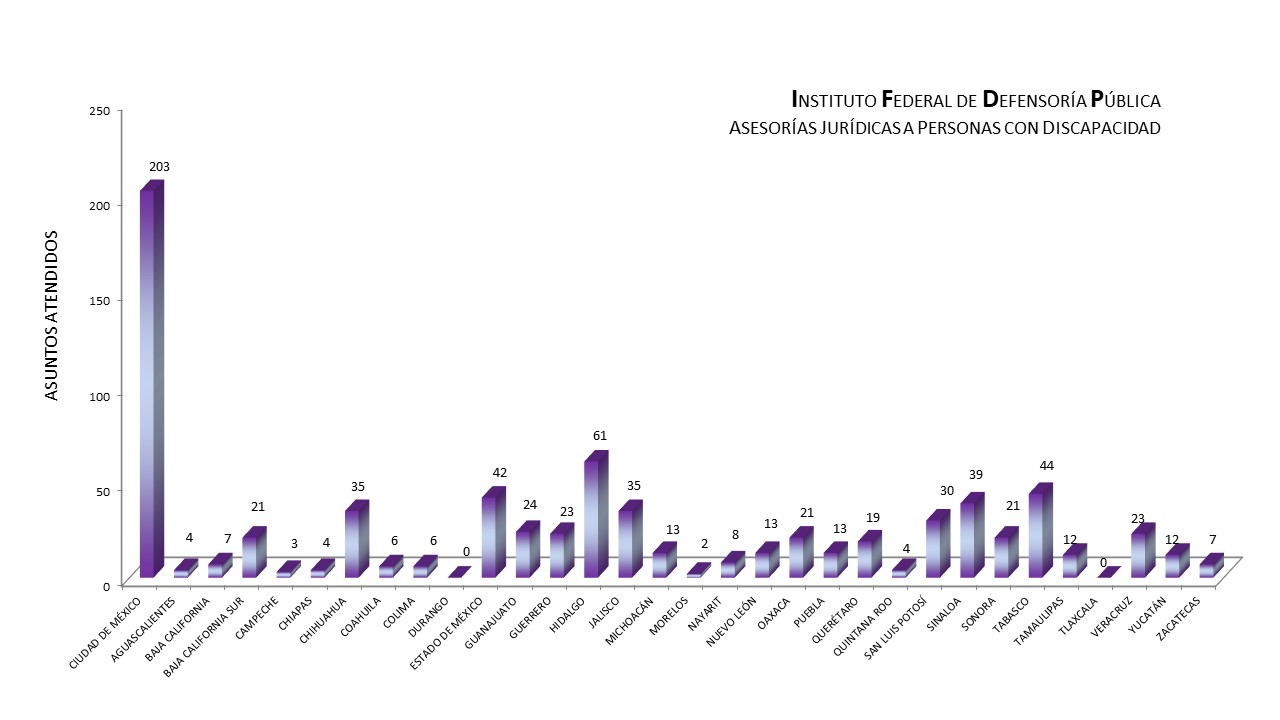 INSTITUTO FEDERAL DE DEFENSORÍA PÚBLICA
ASESORÍAS JURÍDICAS A PERSONAS CON DISCAPACIDAD
ASUNTOS ATENDIDOS
250
200
150
100
50
0
203
4
7
21
3
4
35
6
6
0
42
24
23
61
35
13
2
8
13
21
13
19
4
30
39
21
44
12
0
23
12
7
CIUDAD DE MÉXICO
AGUASCALIENTES
BAJA CALIFORNIA
BAJA CALIFORNIA SUR
CAMPECHE
CHIAPAS
CHIHUAHUA
COAHUILA
COLIMA
DURANGO
ESTADO DE MÉXICO
GUANAJUATO
GUERRERO
HIDALGO
JALISCO
MICHOACÁN
MORELOS
NAYARIT
NUEVO LEÓN
OAXACA
PUEBLA
QUERÉTARO
QUINTANA ROO
SAN LUIS POTOSÍ
SINALOA
SONORA
TABASCO
TAMAULIPAS
TLAXCALA
VERACRUZ
YUCATÁN
ZACATECAS